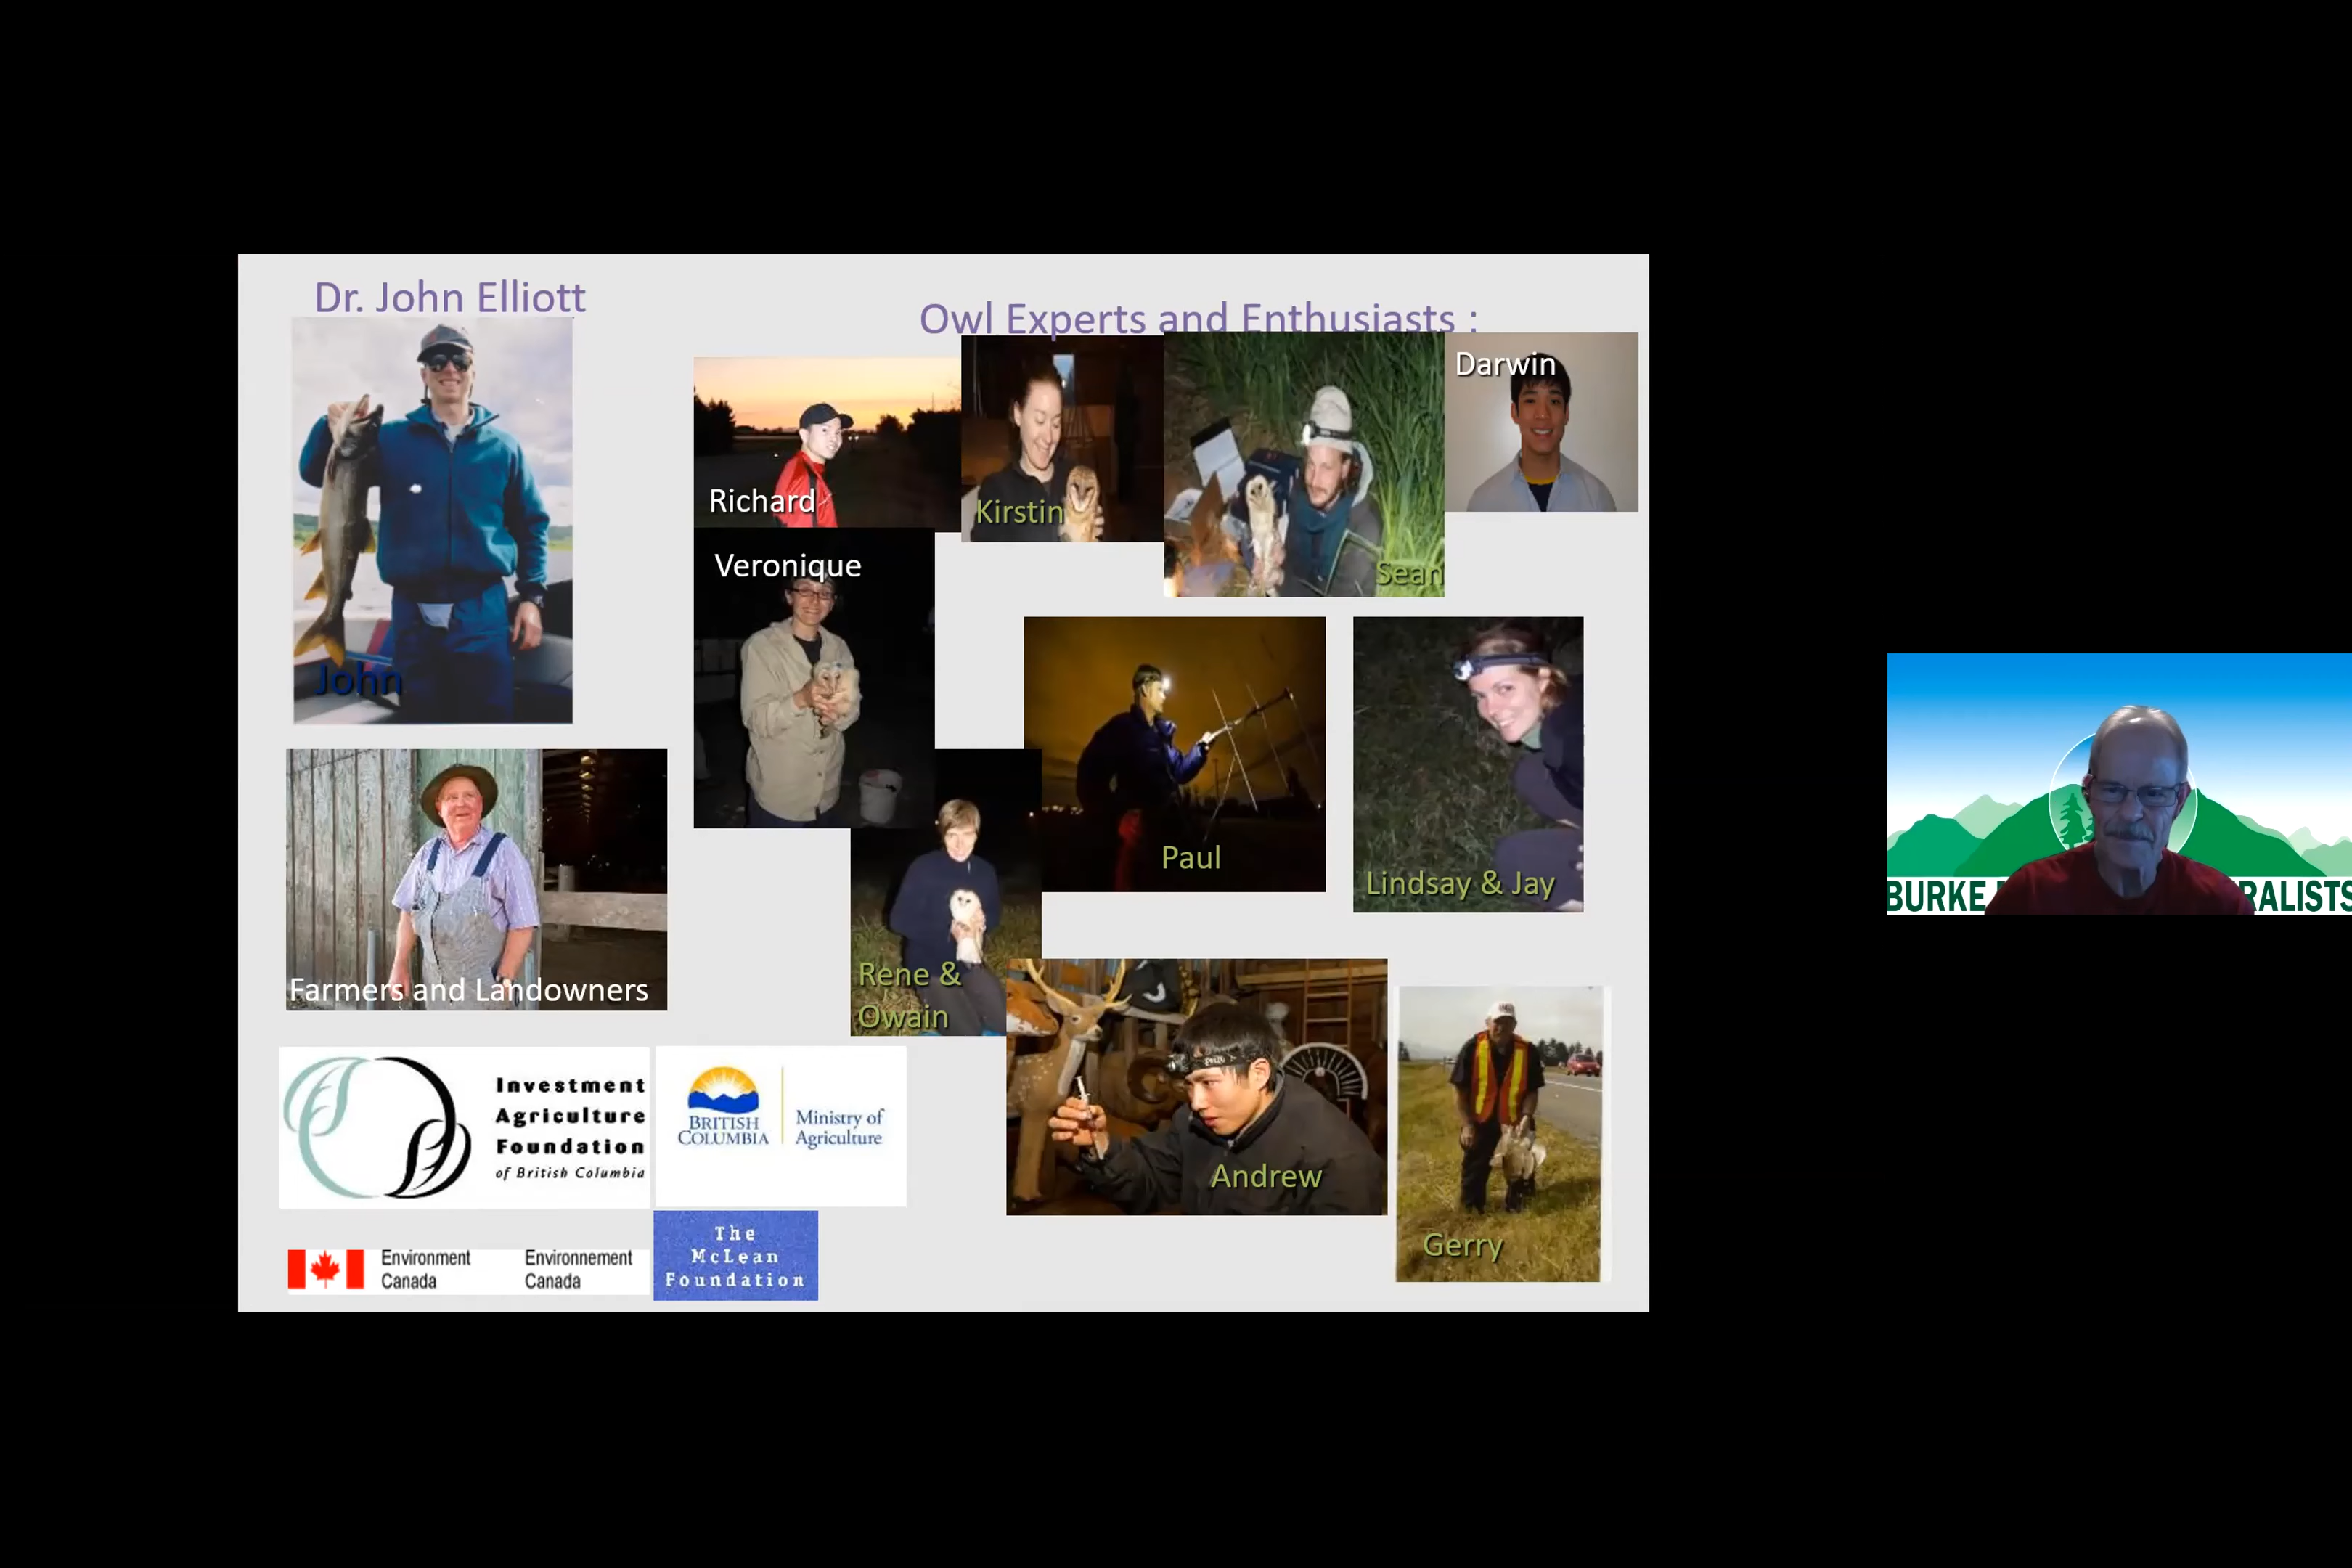 Dr. John Elliott
Owl Experts and Enthusiasts :
John
Richard
Kirstin
Sean
Darwin
Veronique
Paul
Lindsay & Jay
Farmers and Landowners
Rene &
Owain
Andrew
Gerry
Investment
Agriculture
Foundation
of British Columbia
BRITISH
COLUMBIA
Ministry of
Agriculture
Environment
Canada
Environnement
Canada
The
McLean
Foundation
BURKE RALISTS